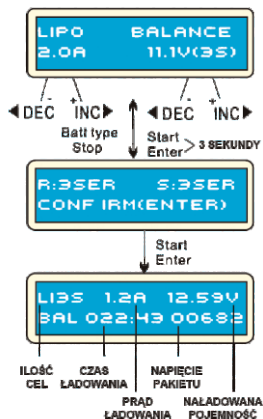 LIPO BALANCE
2.0A 11.1V(3S)
- + - +
◀DEC INC▶ ◀DEC INC▶
Batt type
Stop
Start
Enter > 3 SEKUNDY
R:3SER S:3SER
CONFIRM(ENTER)
Start
Enter
LI3S 1.2A 12.59V
BAL 022:43 00682
ILOŚĆ
CEL
CZAS
ŁADOWANIA
PRĄD
ŁADOWANIA
NAPIĘCIE
PAKIETU
NAŁADOWANA
POJEMNOŚĆ